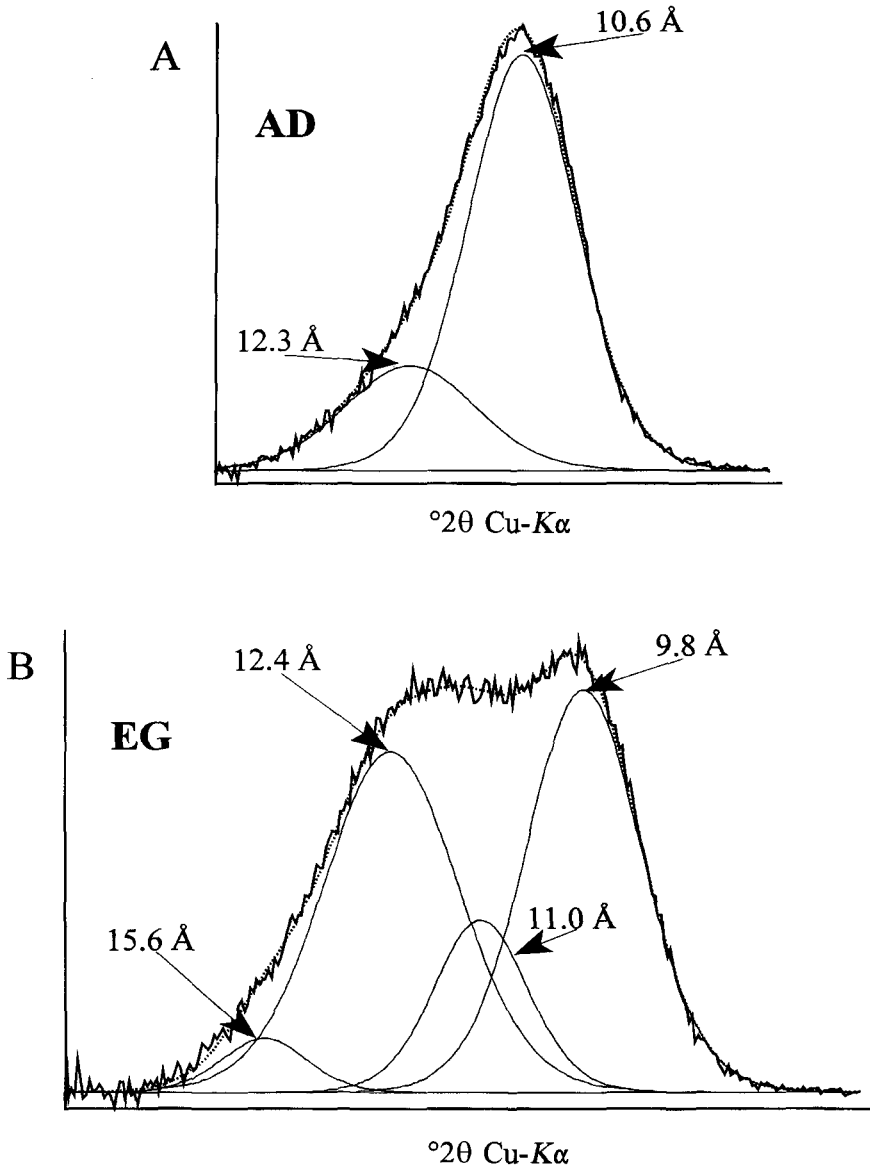 A
10.6 Å
AD
12.3 Å
°2θ Cu-Kα
B
12.4 Å
9.8 Å
EG
11.0 Å
15.6 Å
°2θ Cu-Kα